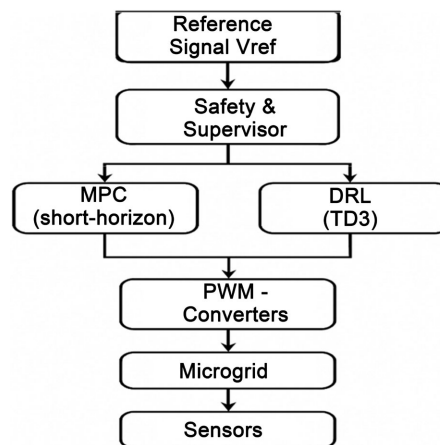 Reference
Signal Vref
Safety &
Supervisor
MPC
(short-horizon)
DRL
(TD3)
PWM -
Converters
Microgrid
Sensors